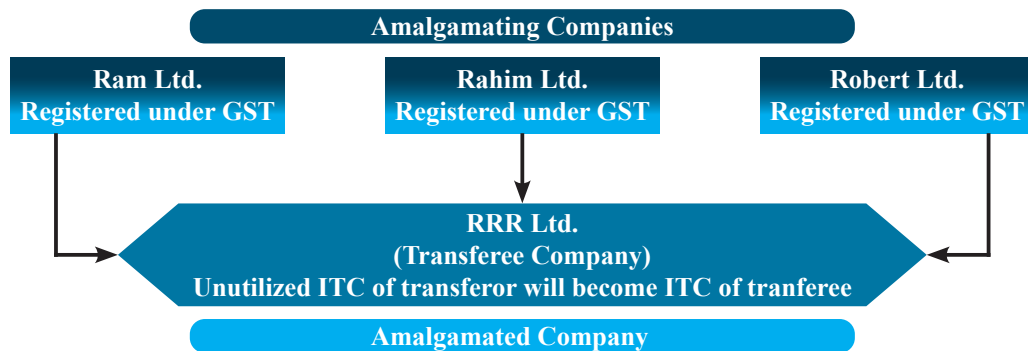 Amalgamating Companies
Ram Ltd.
Registered under GST
Rahim Ltd.
Registered under GST
Robert Ltd.
Registered under GST
RRR Ltd.
(Transferee Company)
Unutilized ITC of transferor will become ITC of tranferee
Amalgamated Company